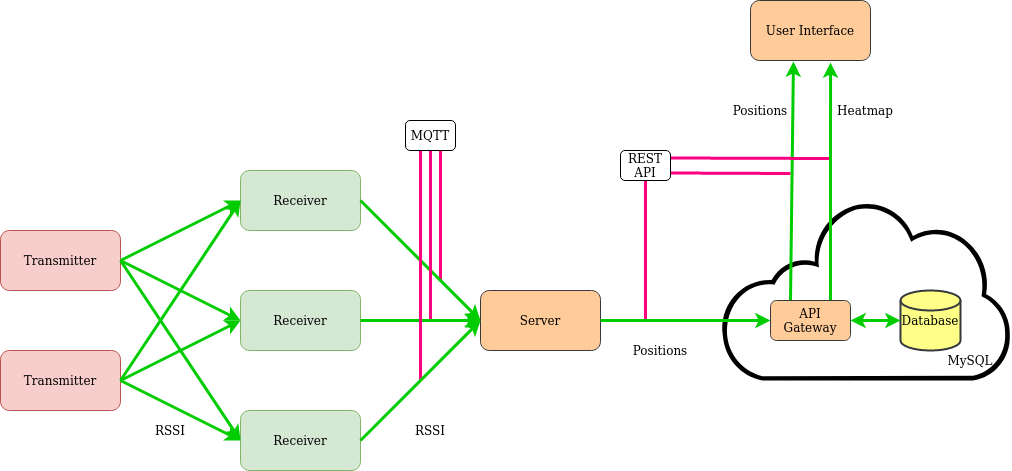 User Interface
Positions
Heatmap
MQTT
REST
API
Receiver
Transmitter
Receiver
Server
API
Gateway
Database
Positions
MySQL
Transmitter
RSSI
RSSI
Receiver